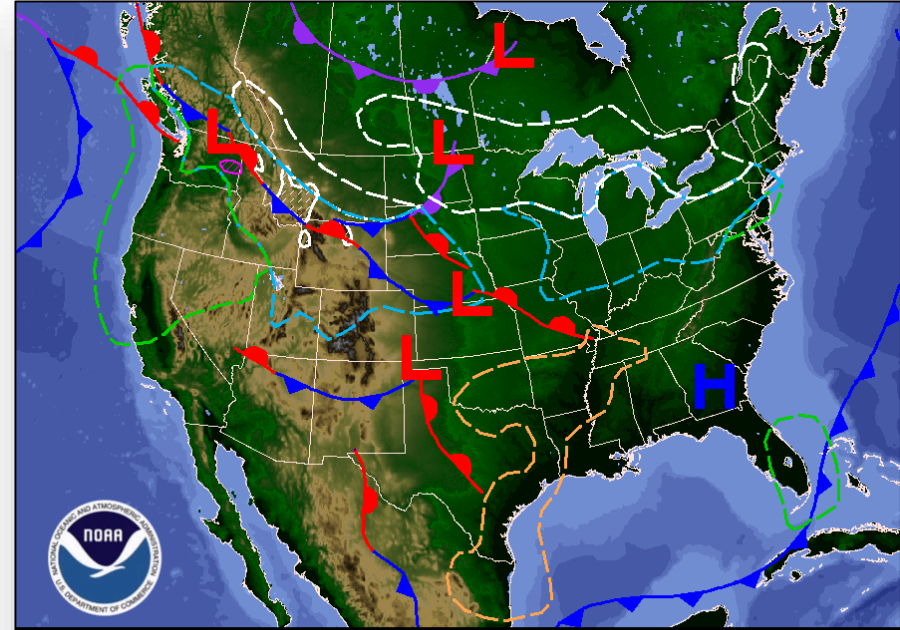 L
L
L
L
L
H
NATIONAL OCEANIC AND ATMOSPHERIC ADMINISTRATION
NOAA
U.S. DEPARTMENT OF COMMERCE